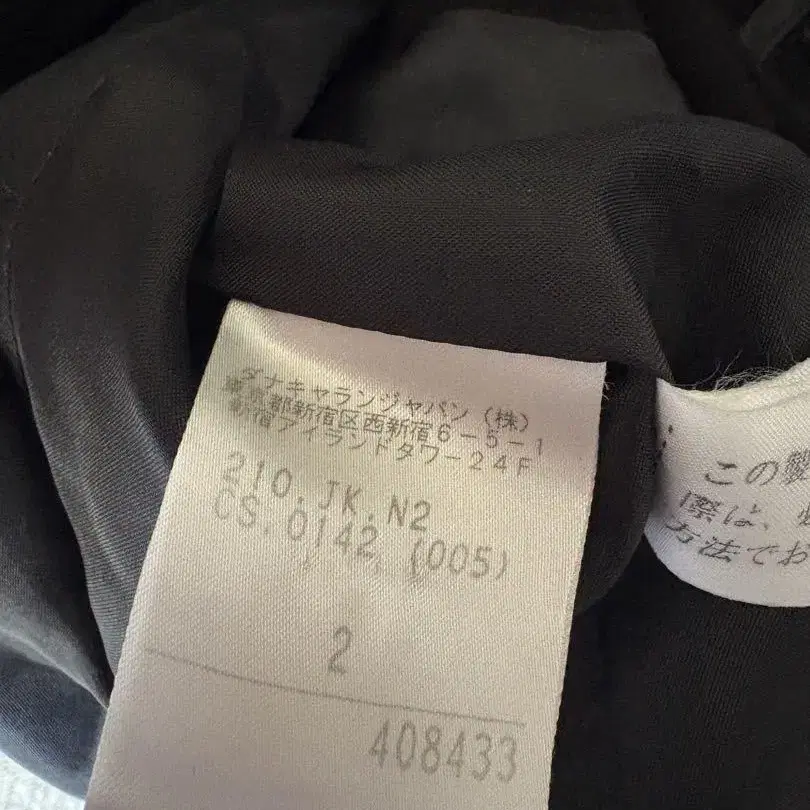 ダナキャランジャパン（株）
東京都新宿区西新宿6－5－1
新宿アイランドタワー24F
210.JK.N2
CS.0142 (005)
2
408433
この製
際は、
方法でお